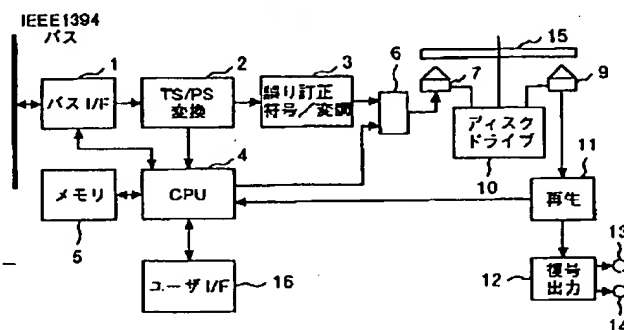 IEEE1394
バス
1
バス I/F
2
TS/PS
変換
3
誤り訂正
符号/変調
6
7
15
9
ディスク
ドライブ
10
メモリ
5
4
CPU
11
再生
ユーザ I/F
16
12
復号
出力
13
14